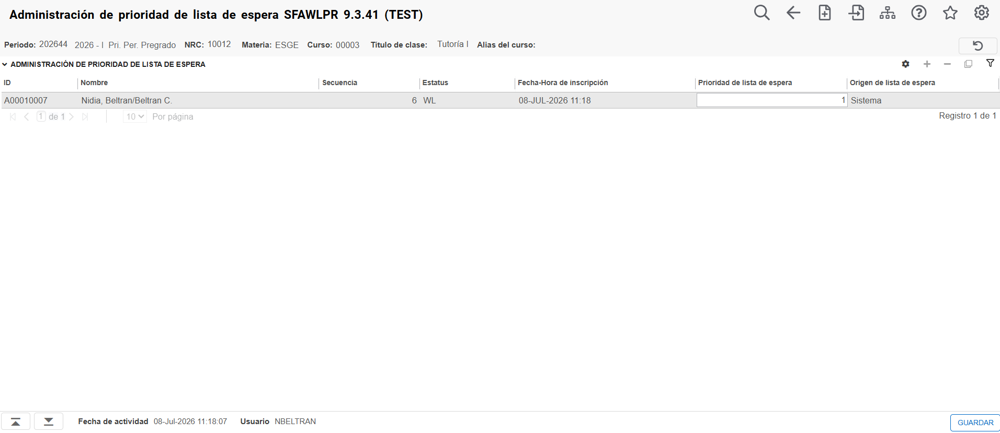 Administración de prioridad de lista de espera SFAWLPR 9.3.41 (TEST)
Periodo: 202644 2026 - I Pri. Per. Pregrado NRC: 10012 Materia: ESGE Curso: 00003 Título de clase: Tutoría I Alias del curso:
ADMINISTRACIÓN DE PRIORIDAD DE LISTA DE ESPERA
ID Nombre Secuencia Estatus Fecha-Hora de inscripción Prioridad de lista de espera Origen de lista de espera
A00010007 Nidia, Beltran/Beltran C. 6 WL 08-JUL-2026 11:18 1 Sistema
1 de 1 10 Por página Registro 1 de 1
Fecha de actividad 08-Jul-2026 11:18:07 Usuario NBELTRAN GUARDAR